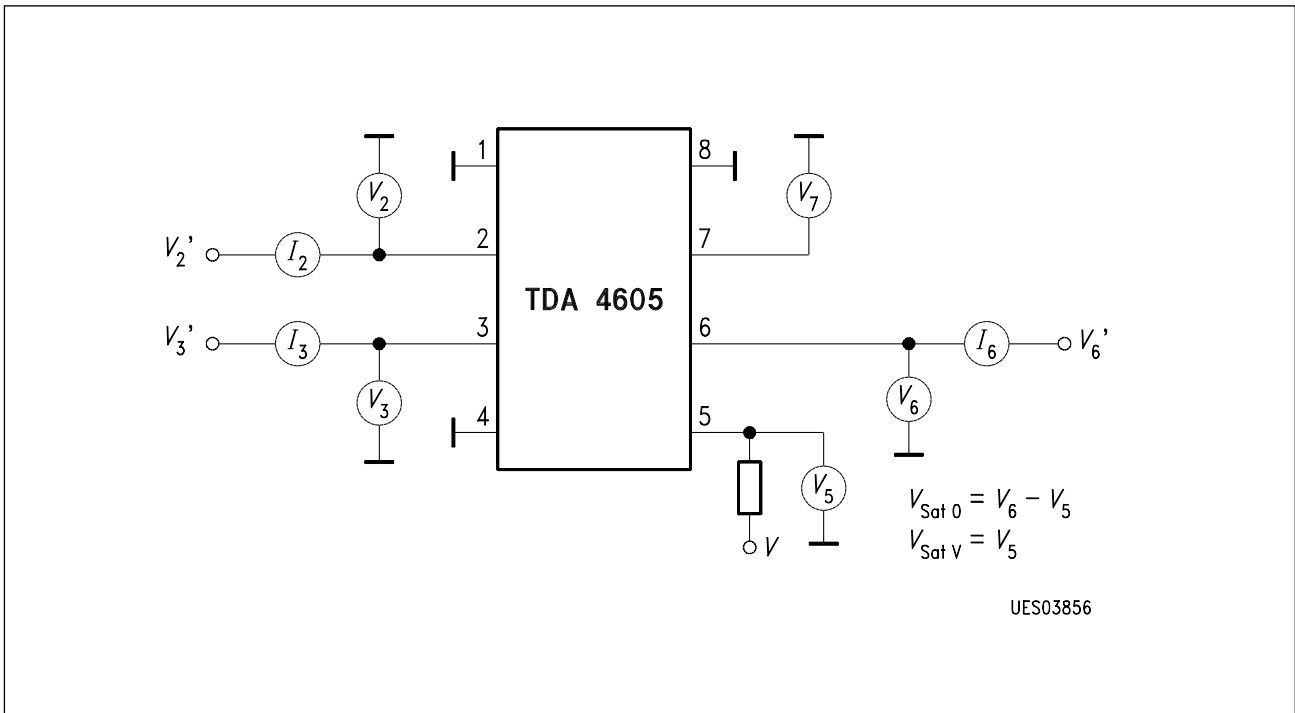 1
8
V2
V7
V2'
I2
2
7
TDA 4605
V3'
I3
3
6
I6
V6'
V3
V6
4
5
V5
V
VSat 0 = V6 − V5
VSat V = V5
UES03856